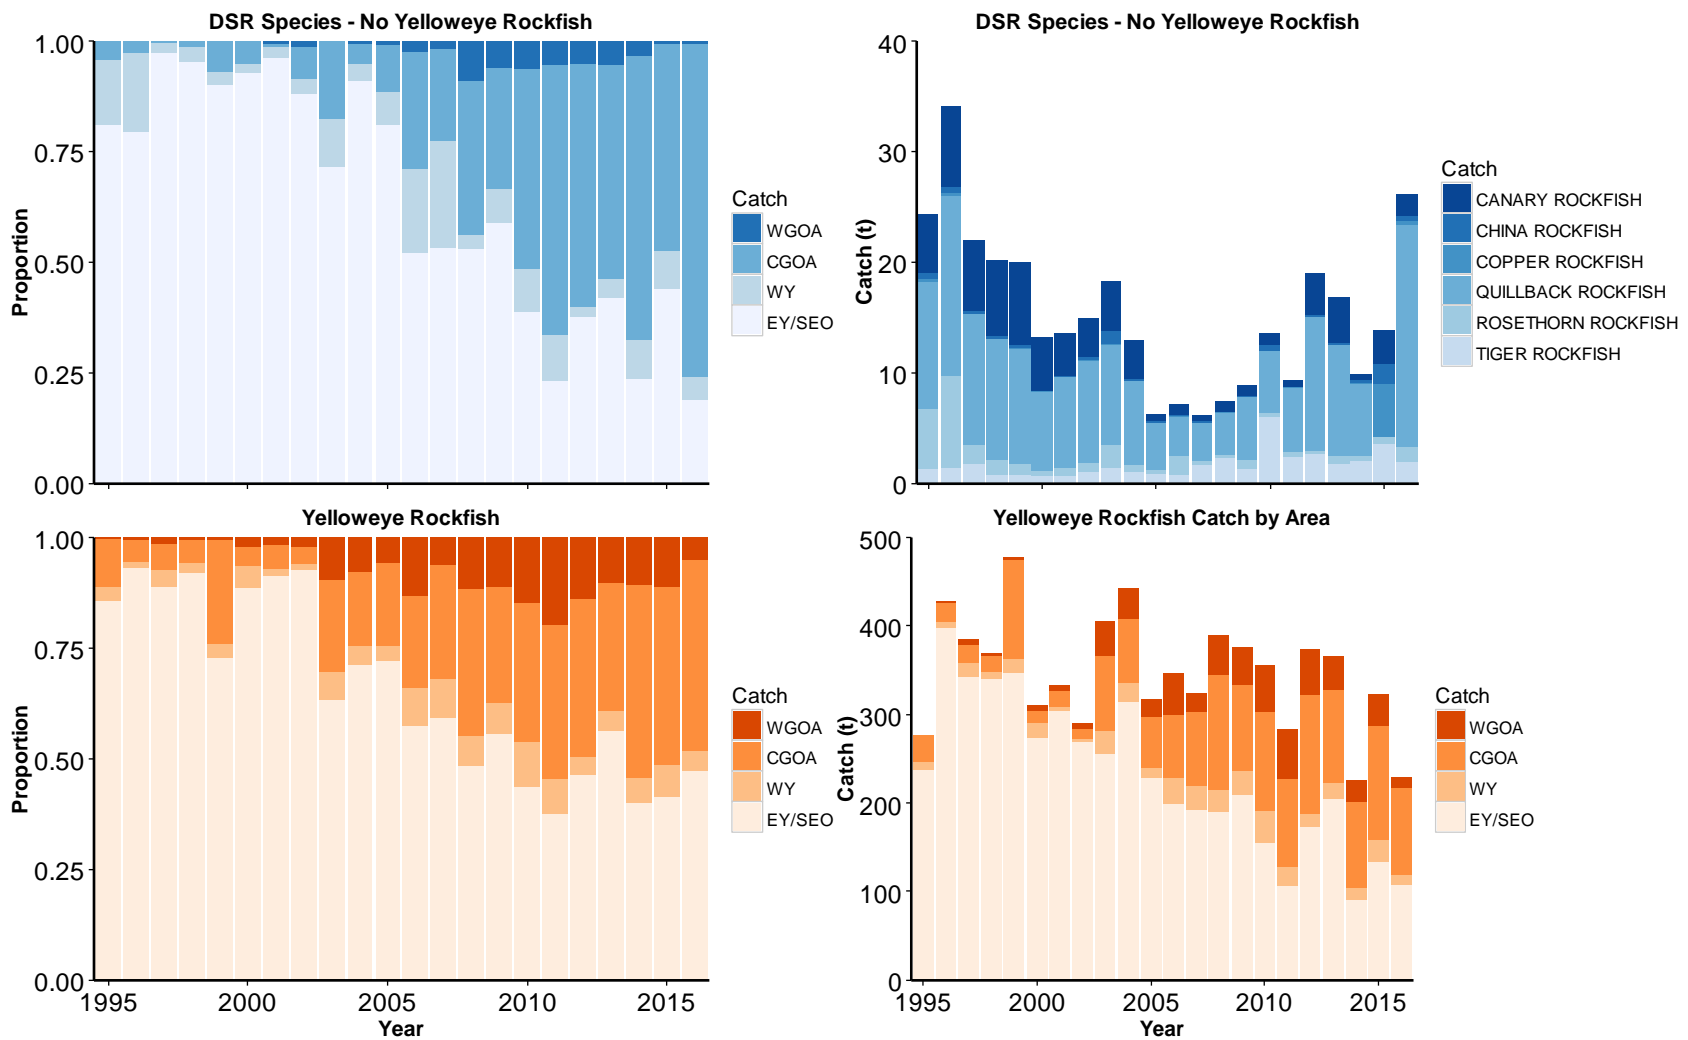 DSR Species - No Yelloweye Rockfish
1.00
0.75
0.50
0.25
0.00
Proportion
Catch
WGOA
CGOA
WY
EY/SEO
DSR Species - No Yelloweye Rockfish
40
30
20
10
0
Catch (t)
Catch
CANARY ROCKFISH
CHINA ROCKFISH
COPPER ROCKFISH
QUILLBACK ROCKFISH
ROSETHORN ROCKFISH
TIGER ROCKFISH
Yelloweye Rockfish
1.00
0.75
0.50
0.25
0.00
Proportion
1995 2000 2005 2010 2015
Year
Catch
WGOA
CGOA
WY
EY/SEO
Yelloweye Rockfish Catch by Area
500
400
300
200
100
0
Catch (t)
1995 2000 2005 2010 2015
Year
Catch
WGOA
CGOA
WY
EY/SEO